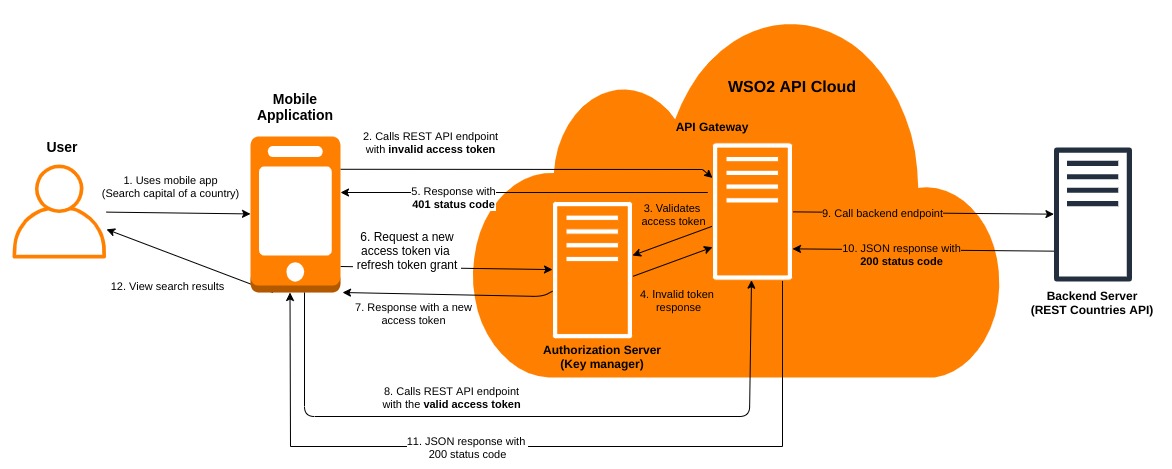 WSO2 API Cloud
Mobile
Application
API Gateway
User
2. Calls REST API endpoint
with invalid access token
1. Uses mobile app
(Search capital of a country)
5. Response with
401 status code
3. Validates
access token
9. Call backend endpoint
6. Request a new
access token via
refresh token grant
10. JSON response with
200 status code
12. View search results
4. Invalid token
response
7. Response with a new
access token
Backend Server
(REST Countries API)
Authorization Server
(Key manager)
8. Calls REST API endpoint
with the valid access token
11. JSON response with
200 status code